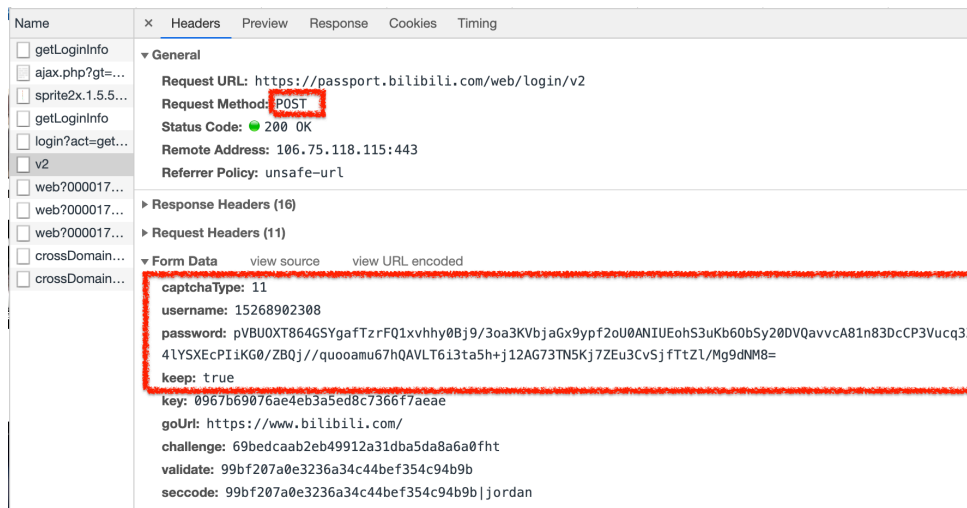 Name
× Headers Preview Response Cookies Timing
getLoginInfo
ajax.php?gt=...
sprite2x.1.5.5...
getLoginInfo
login?act=get...
v2
web?000017...
web?000017...
web?000017...
crossDomain...
crossDomain...
General
Request URL: https://passport.bilibili.com/web/login/v2
Request Method: POST
Status Code: 200 OK
Remote Address: 106.75.118.115:443
Referrer Policy: unsafe-url
Response Headers (16)
Request Headers (11)
Form Data view source view URL encoded
captchaType: 11
username: 15268902308
password: pVBUOXT864GSYgafTzrFQ1xvhhy0Bj9/3oa3KVbjaGx9ypf2oU0ANIUEohS3uKb6ObSy20DVQavvcA81n83DcCP3Vucq3
4lYSXEcPIiKG0/ZBQj//quooamu67hQAVLT6i3ta5h+j12AG73TN5Kj7ZEu3CvSjfTtZl/Mg9dNM8=
keep: true
key: 0967b69076ae4eb3a5ed8c7366f7aeae
goUrl: https://www.bilibili.com/
challenge: 69bedcaab2eb49912a31dba5da8a6a0fht
validate: 99bf207a0e3236a34c44bef354c94b9b
seccode: 99bf207a0e3236a34c44bef354c94b9b|jordan